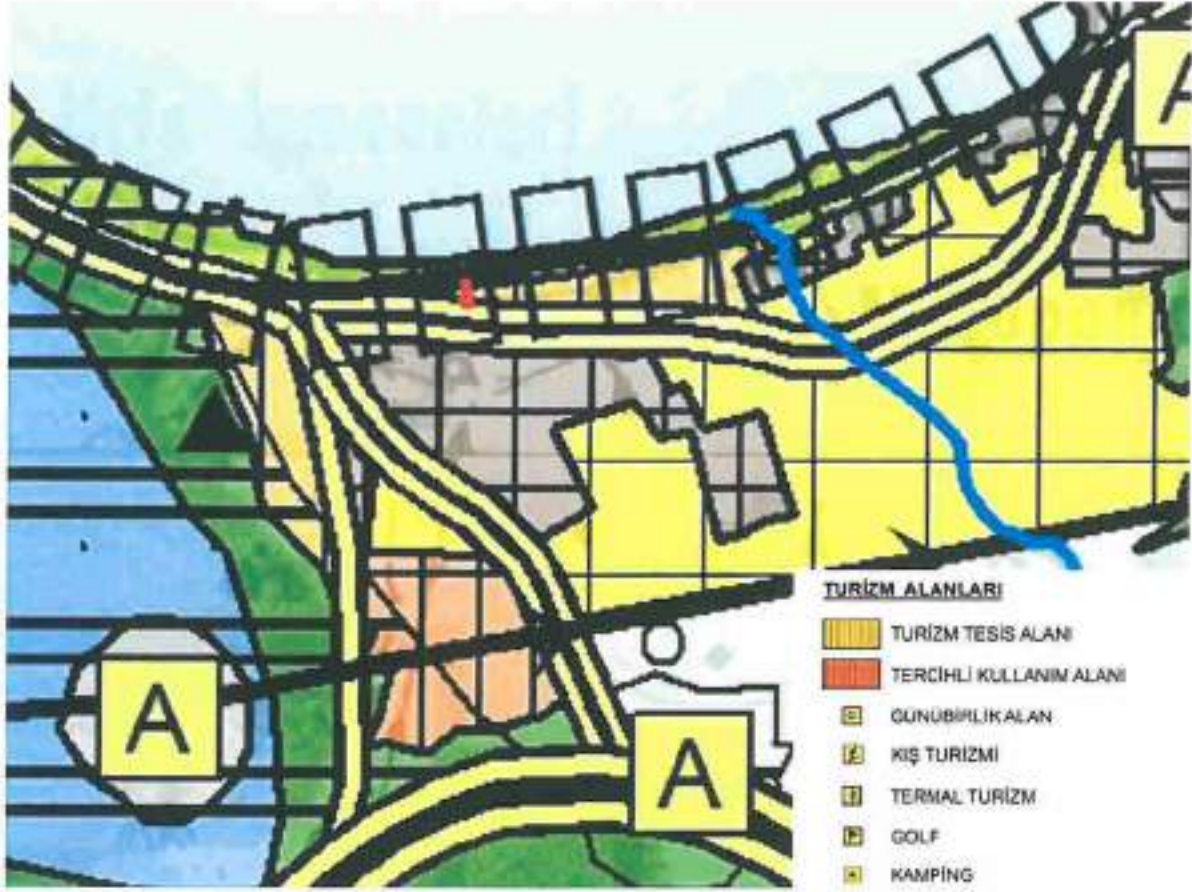 A
A
A
TURİZM ALANLARI
TURİZM TESİS ALANI
TERCİHLİ KULLANIM ALANI
GÜNÜBİRLİK ALAN
KIŞ TURİZMİ
TERMAL TURİZM
GOLF
KAMPİNG